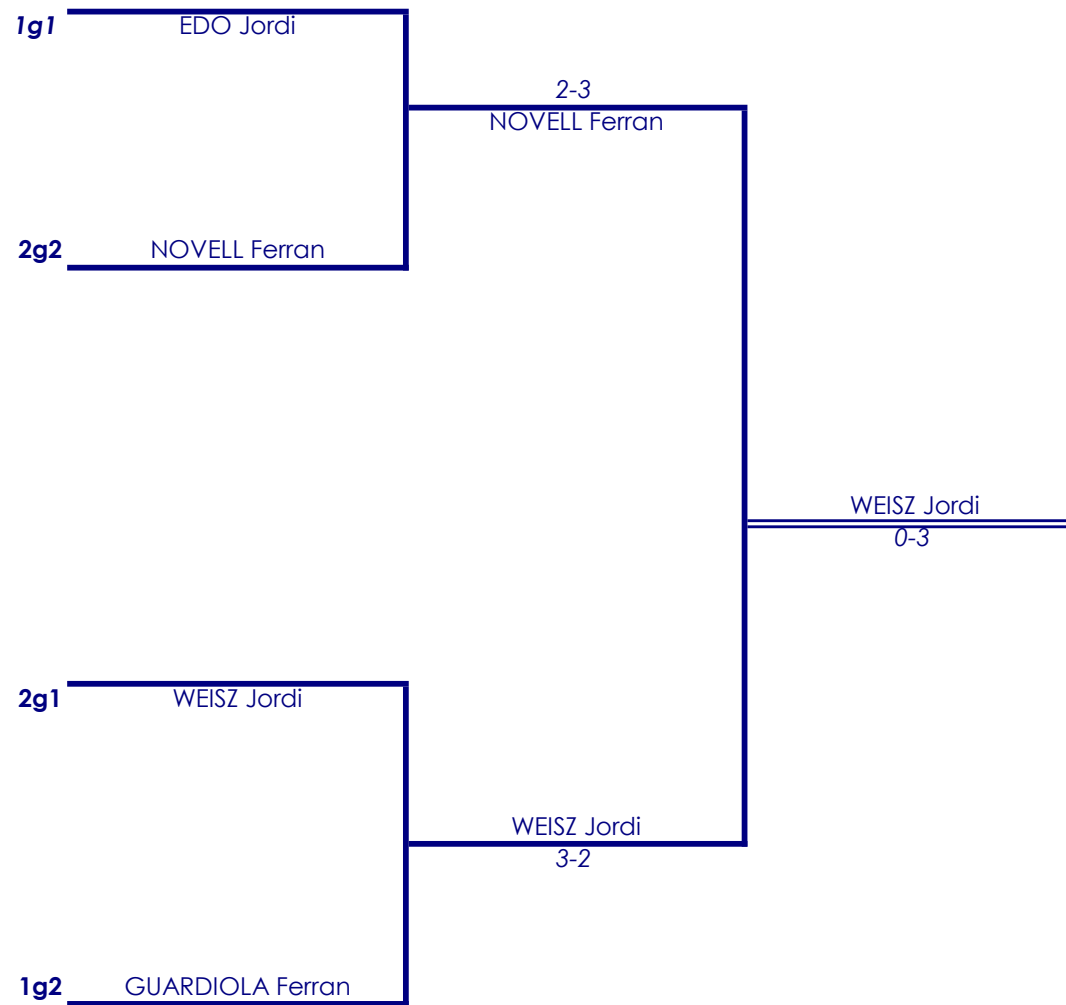 1g1
EDO Jordi
2-3
NOVELL Ferran
2g2 NOVELL Ferran
WEISZ Jordi
0-3
2g1 WEISZ Jordi
WEISZ Jordi
3-2
1g2 GUARDIOLA Ferran